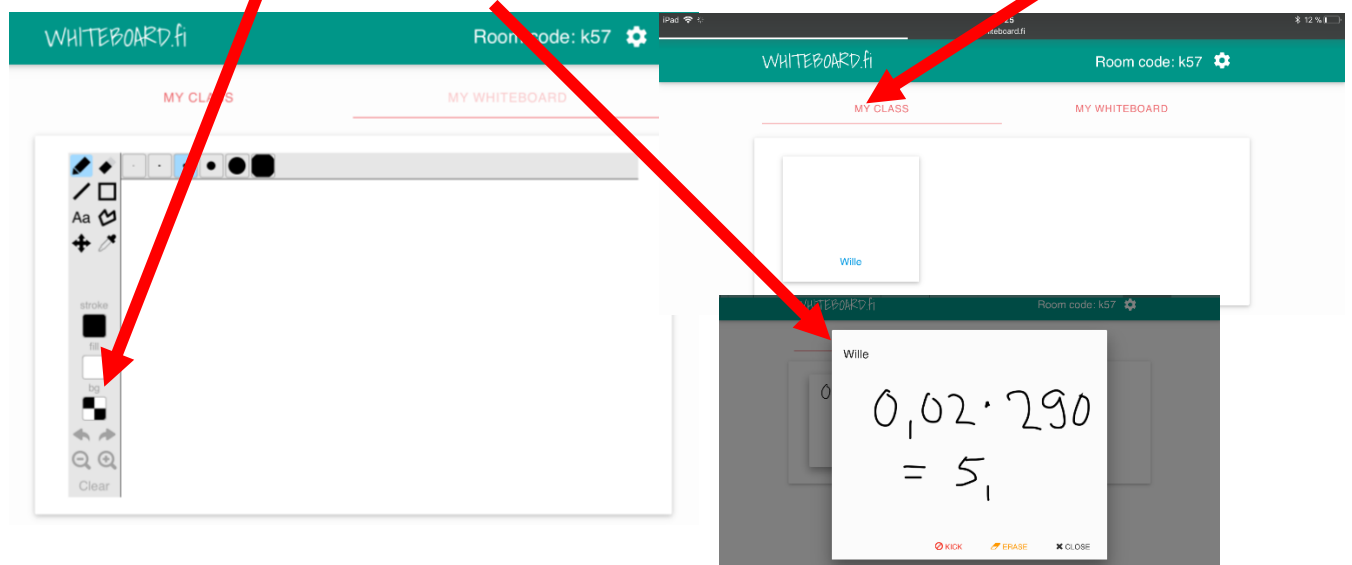 WHITEBOARD.fi
Room code: k57
MY CLASS
MY WHITEBOARD
Aa
stroke
fill
bg
Clear
iPad
12 %
WHITEBOARD.fi
Room code: k57
MY CLASS
MY WHITEBOARD
Wille
WHITEBOARD.fi
Room code: k57
Wille
0,02·290
= 5,
KICK
ERASE
CLOSE